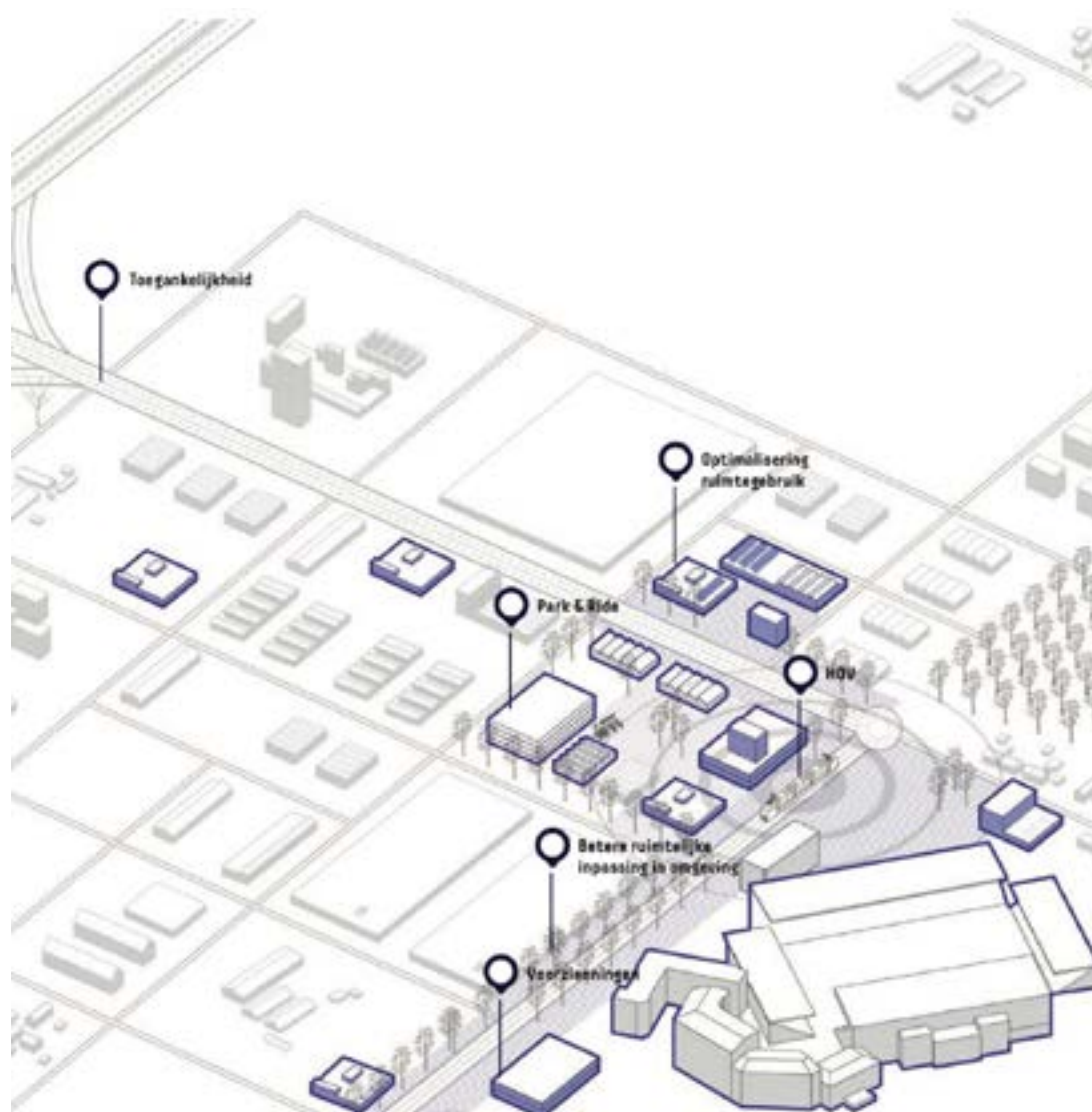 Toegankelijkheid
Optimalisering
ruimtegebruik
Park & Ride
HOV
Betere ruimtelijke
inpassing in omgeving
Voorzieningen